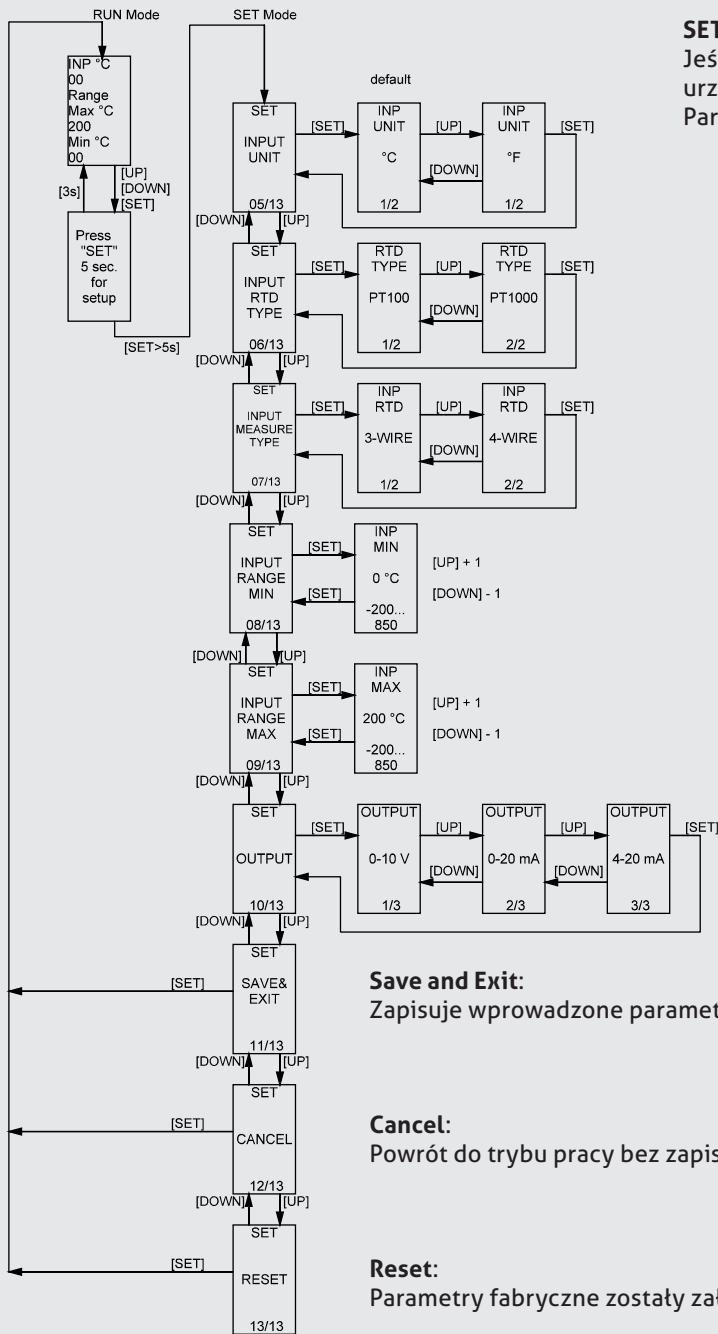 RUN Mode
SET Mode
SET
Jeś
urz
Par
INP °C
00
Range
Max °C
200
Min °C
00
[3s]
[UP]
[DOWN]
[SET]
Press
"SET"
5 sec.
for
setup
[SET>5s]
default
SET
INPUT
UNIT
05/13
[SET]
INP
UNIT
°C
1/2
[UP]
[DOWN]
INP
UNIT
°F
1/2
[SET]
[DOWN]
[UP]
SET
INPUT
RTD
TYPE
06/13
[SET]
RTD
TYPE
PT100
1/2
[UP]
[DOWN]
RTD
TYPE
PT1000
2/2
[SET]
[DOWN]
[UP]
SET
INPUT
MEASURE
TYPE
07/13
[SET]
INP
RTD
3-WIRE
1/2
[UP]
[DOWN]
INP
RTD
4-WIRE
2/2
[SET]
[DOWN]
[UP]
SET
INPUT
RANGE
MIN
08/13
[SET]
[SET]
INP
MIN
0 °C
-200...
850
[UP] + 1
[DOWN] - 1
[DOWN]
[UP]
SET
INPUT
RANGE
MAX
09/13
[SET]
[SET]
INP
MAX
200 °C
-200...
850
[UP] + 1
[DOWN] - 1
[DOWN]
[UP]
SET
OUTPUT
10/13
[SET]
OUTPUT
0-10 V
1/3
[UP]
[DOWN]
OUTPUT
0-20 mA
2/3
[UP]
[DOWN]
OUTPUT
4-20 mA
3/3
[SET]
[DOWN]
[UP]
SET
SAVE&
EXIT
11/13
[SET]
Save and Exit:
Zapisuje wprowadzone paramet
[DOWN]
[UP]
SET
CANCEL
12/13
[SET]
Cancel:
Powrót do trybu pracy bez zapis
[DOWN]
[UP]
SET
RESET
13/13
[SET]
Reset:
Parametry fabryczne zostały zał